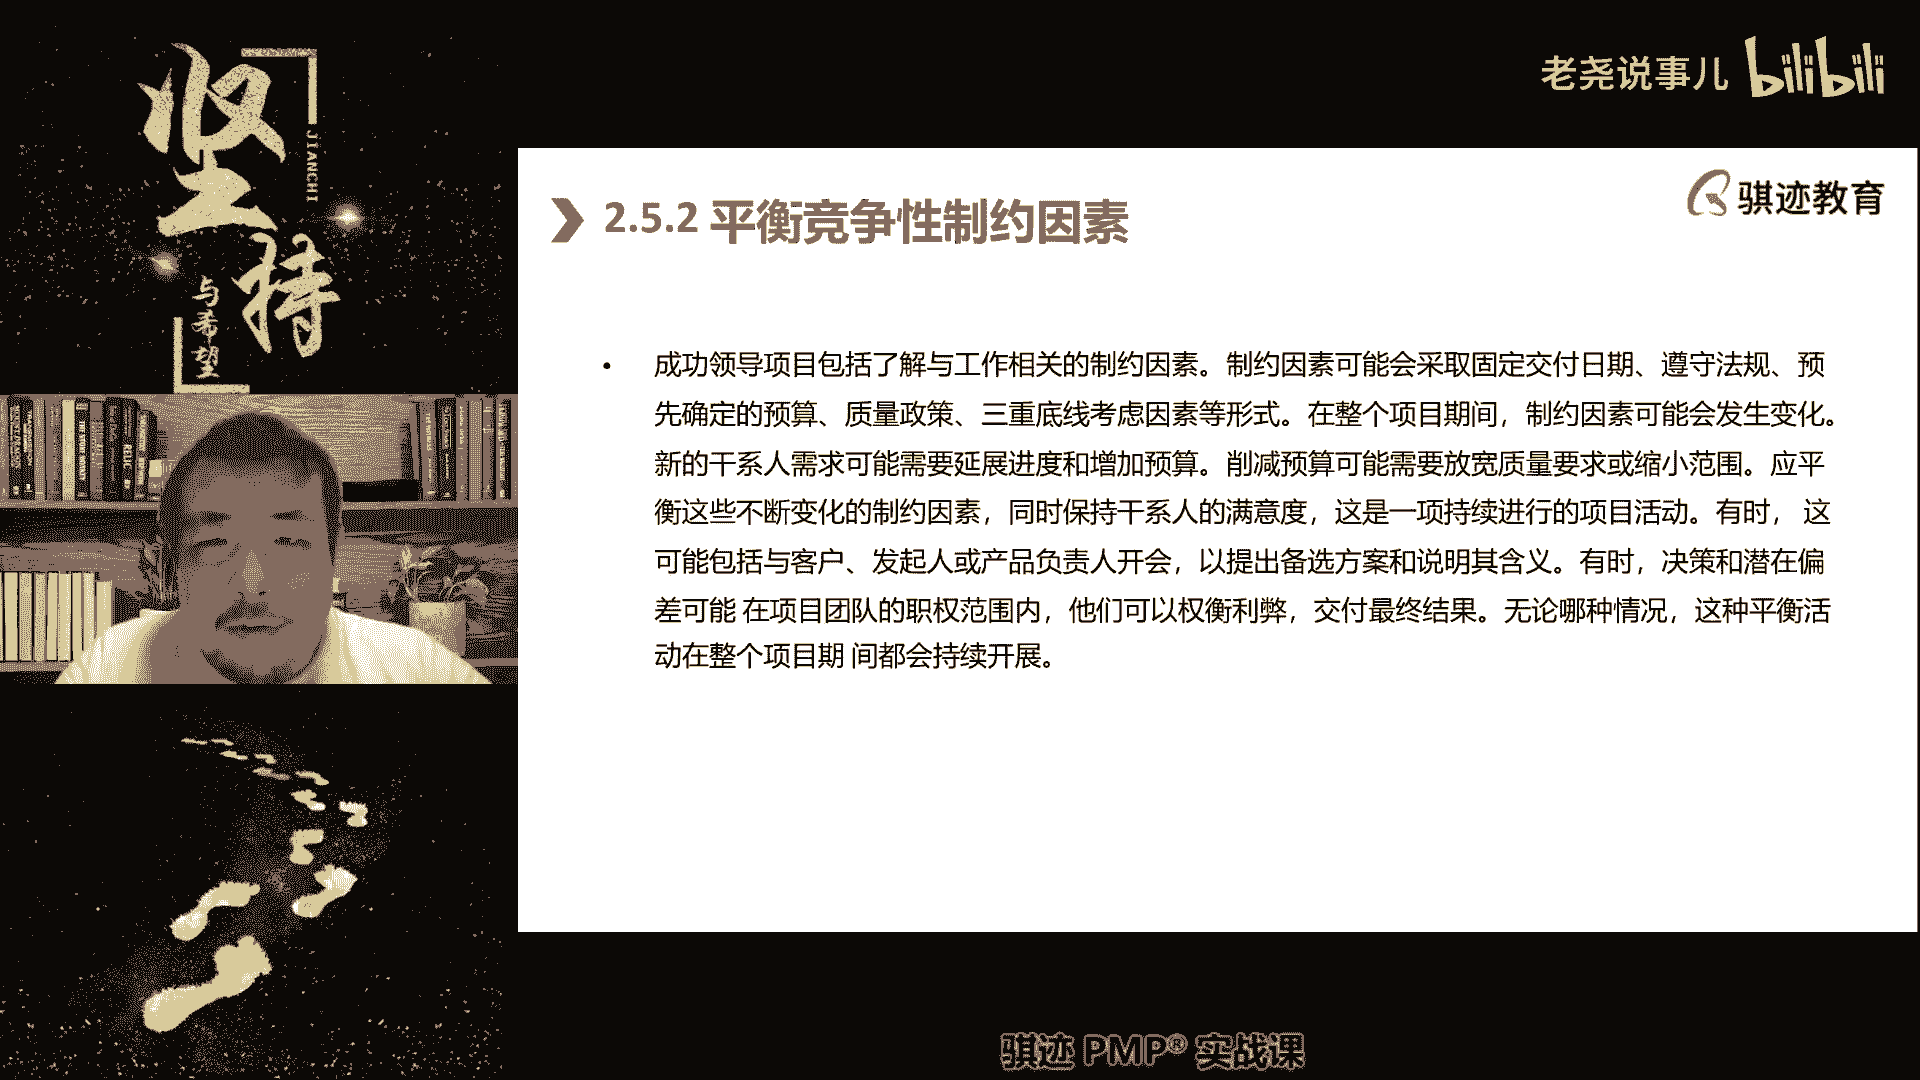 坚持
JIANCHI
与希望
老尧说事儿 bilibili
骐迹教育
2.5.2 平衡竞争性制约因素
• 成功领导项目包括了解与工作相关的制约因素。制约因素可能会采取固定交付日期、遵守法规、预
先确定的预算、质量政策、三重底线考虑因素等形式。在整个项目期间，制约因素可能会发生变化。
新的干系人需求可能需要延展进度和增加预算。削减预算可能需要放宽质量要求或缩小范围。应平
衡这些不断变化的制约因素，同时保持干系人的满意度，这是一项持续进行的项目活动。有时， 这
可能包括与客户、发起人或产品负责人开会，以提出备选方案和说明其含义。有时，决策和潜在偏
差可能 在项目团队的职权范围内，他们可以权衡利弊，交付最终结果。无论哪种情况，这种平衡活
动在整个项目期 间都会持续开展。
骐迹 PMP® 实战课